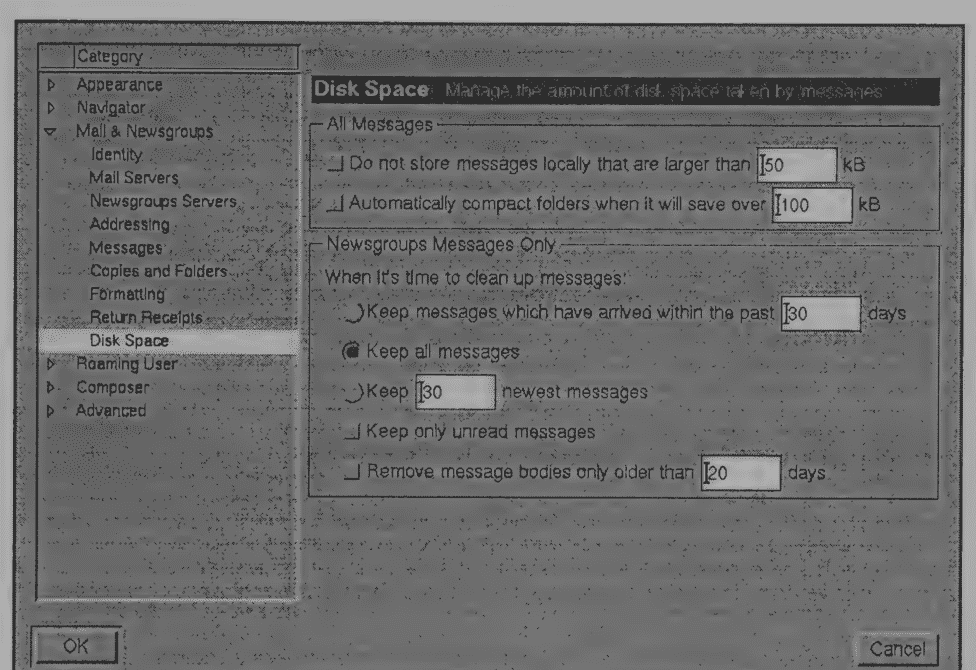 Category
Appearance
Navigator
Mail & Newsgroups
Identity
Mail Servers
Newsgroups Servers
Addressing
Messages
Copies and Folders
Formatting
Return Receipts
Disk Space
Roaming User
Composer
Advanced
Disk Space Manage the amount of disk space taken by messages
All Messages
Do not store messages locally that are larger than 50 kB
Automatically compact folders when it will save over 100 kB
Newsgroups Messages Only
When it's time to clean up messages:
Keep messages which have arrived within the past 30 days
Keep all messages
Keep 30 newest messages
Keep only unread messages
Remove message bodies only older than 20 days
OK
Cancel